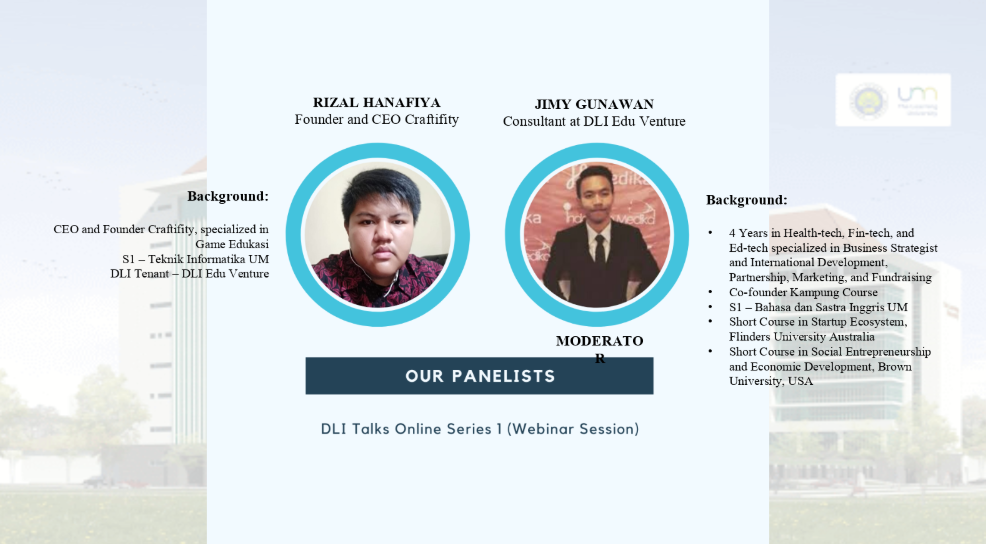 RIZAL HANAFIYA
Founder and CEO Craftifity
JIMY GUNAWAN
Consultant at DLI Edu Venture
Background:
CEO and Founder Craftifity, specialized in
Game Edukasi
S1 – Teknik Informatika UM
DLI Tenant – DLI Edu Venture
Background:
• 4 Years in Health-tech, Fin-tech, and
Ed-tech specialized in Business Strategist
and International Development,
Partnership, Marketing, and Fundraising
• Co-founder Kampung Course
• S1 – Bahasa dan Sastra Inggris UM
• Short Course in Startup Ecosystem,
Flinders University Australia
• Short Course in Social Entrepreneurship
and Economic Development, Brown
University, USA
MODERATO
R
OUR PANELISTS
DLI Talks Online Series 1 (Webinar Session)
um